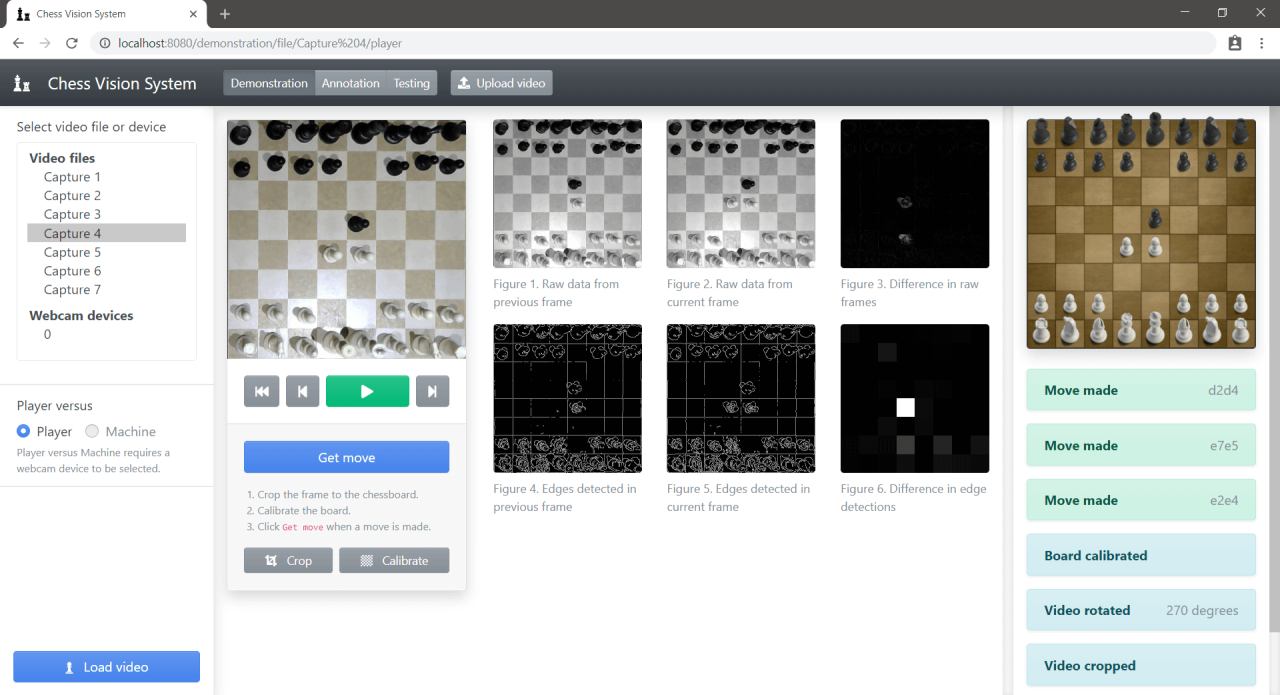 Chess Vision System
localhost:8080/demonstration/file/Capture%204/player
Chess Vision System
Demonstration
Annotation
Testing
Upload video
Select video file or device
Video files
Capture 1
Capture 2
Capture 3
Capture 4
Capture 5
Capture 6
Capture 7
Webcam devices
0
Player versus
Player
Machine
Player versus Machine requires a
webcam device to be selected.
Load video
Get move
1. Crop the frame to the chessboard.
2. Calibrate the board.
3. Click Get move when a move is made.
Crop
Calibrate
Figure 1. Raw data from
previous frame
Figure 2. Raw data from
current frame
Figure 3. Difference in raw
frames
Figure 4. Edges detected in
previous frame
Figure 5. Edges detected in
current frame
Figure 6. Difference in edge
detections
Move made d2d4
Move made e7e5
Move made e2e4
Board calibrated
Video rotated 270 degrees
Video cropped